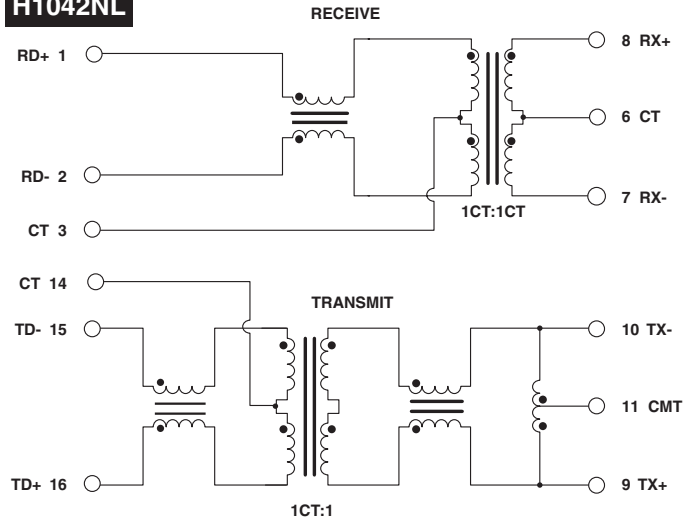 H1042NL
RECEIVE
RD+ 1
8 RX+
6 CT
RD- 2
7 RX-
1CT:1CT
CT 3
CT 14
TRANSMIT
TD- 15
10 TX-
11 CMT
TD+ 16
9 TX+
1CT:1